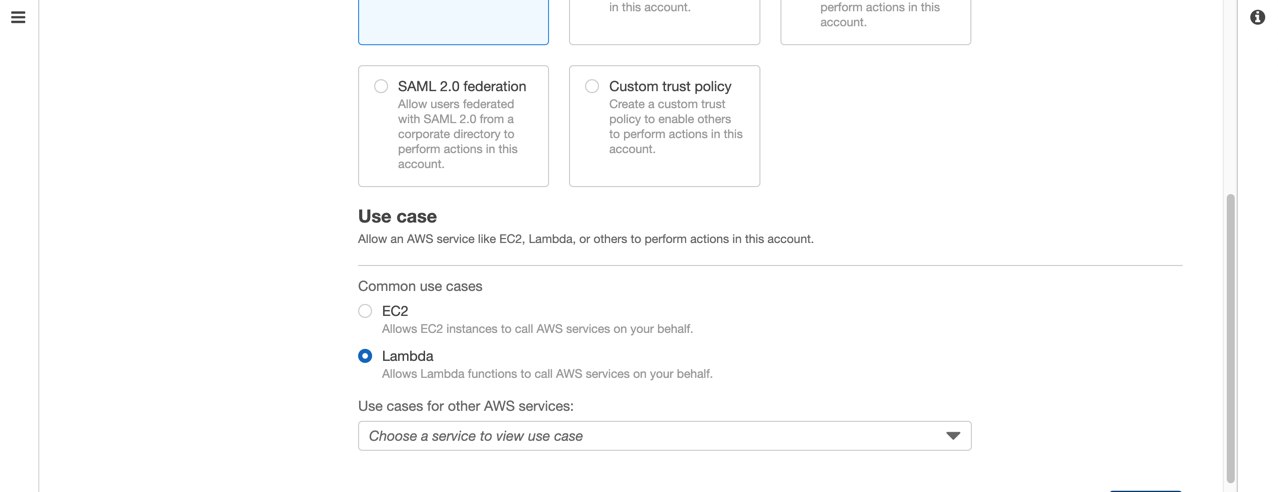 in this account.
perform actions in this
account.
SAML 2.0 federation
Allow users federated
with SAML 2.0 from a
corporate directory to
perform actions in this
account.
Custom trust policy
Create a custom trust
policy to enable others
to perform actions in this
account.
Use case
Allow an AWS service like EC2, Lambda, or others to perform actions in this account.
Common use cases
EC2
Allows EC2 instances to call AWS services on your behalf.
Lambda
Allows Lambda functions to call AWS services on your behalf.
Use cases for other AWS services:
Choose a service to view use case